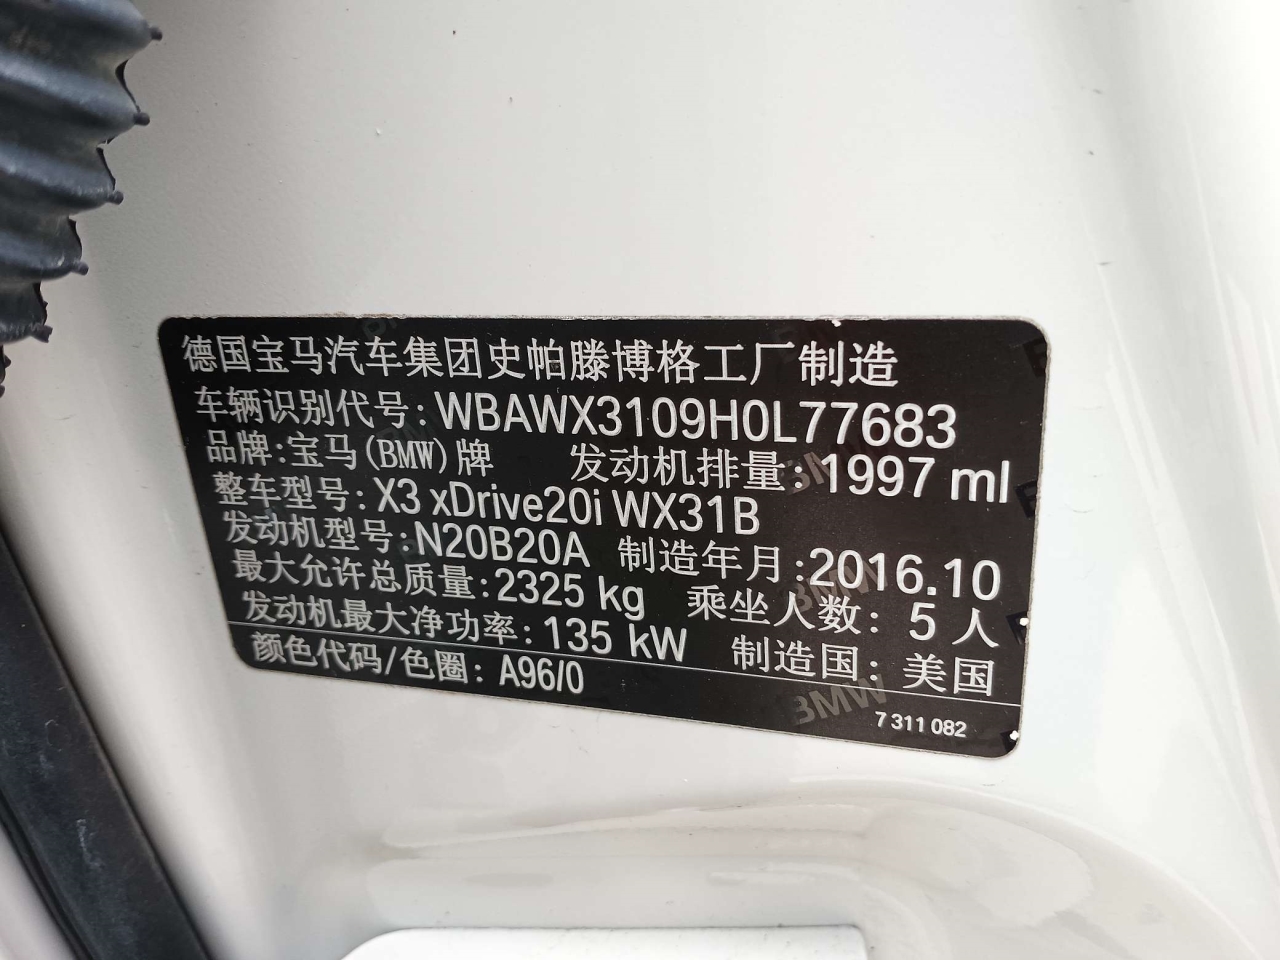 德国宝马汽车集团史帕滕博格工厂制造
车辆识别代号: WBAWX3109H0L77683
品牌: 宝马(BMW)牌 发动机排量: 1997 ml
整车型号: X3 xDrive20i WX31B
发动机型号: N20B20A 制造年月: 2016.10
最大允许总质量: 2325 kg 乘坐人数: 5 人
发动机最大净功率: 135 kW 制造国: 美国
颜色代码/色圈: A96/0
7 311 082